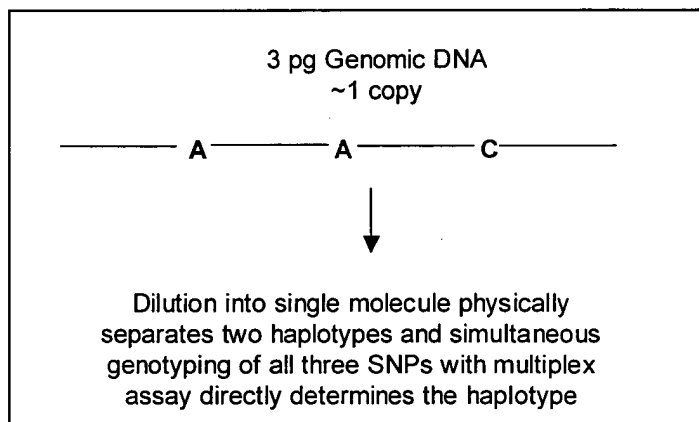 3 pg Genomic DNA
~1 copy
A A C
Dilution into single molecule physically
separates two haplotypes and simultaneous
genotyping of all three SNPs with multiplex
assay directly determines the haplotype